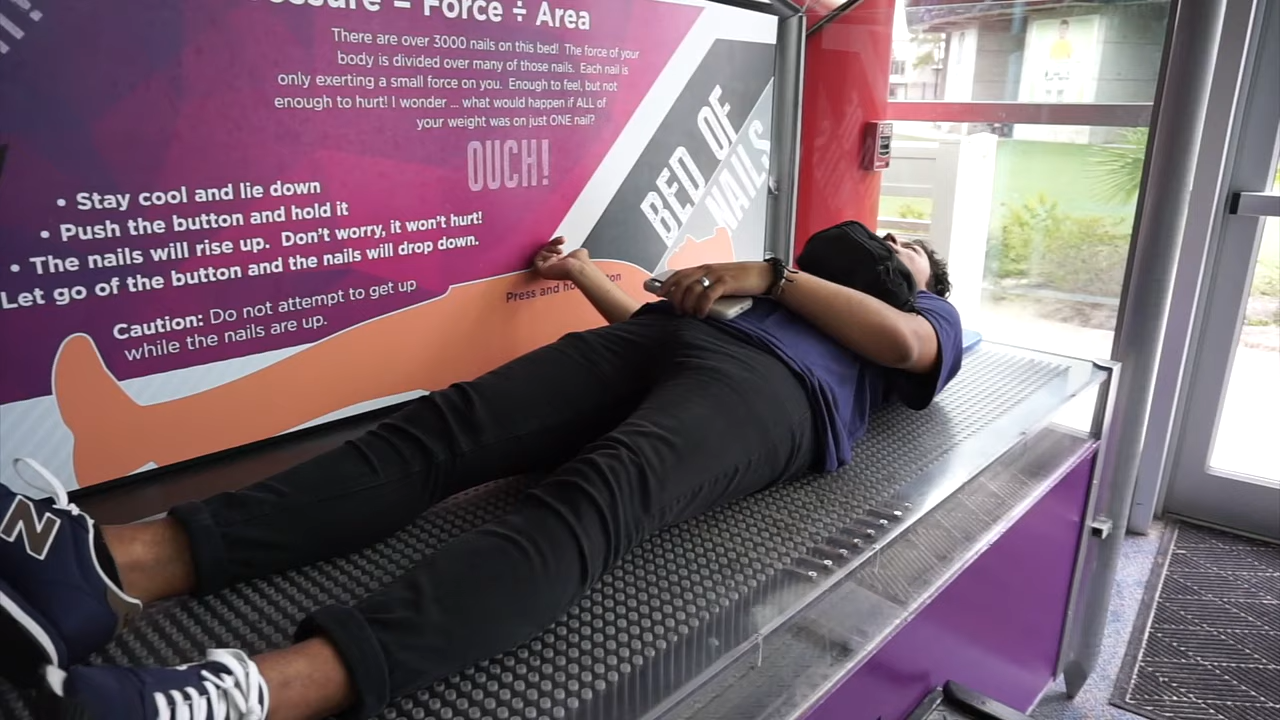 = Force ÷ Area
There are over 3000 nails on this bed! The force of your
body is divided over many of those nails. Each nail is
only exerting a small force on you. Enough to feel, but not
enough to hurt! I wonder ... what would happen if ALL of
your weight was on just ONE nail?
OUCH!
BED OF
NAILS
• Stay cool and lie down
• Push the button and hold it
• The nails will rise up. Don't worry, it won't hurt!
Let go of the button and the nails will drop down.
Caution: Do not attempt to get up
while the nails are up.
Press and
FIRE
N